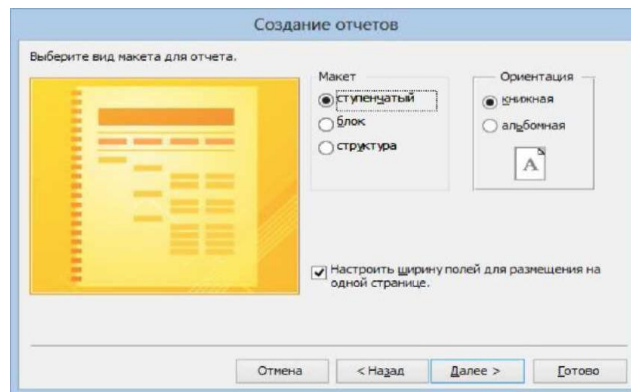 Создание отчетов
Выберите вид макета для отчета.
Макет
ступенчатый
блок
структура
Ориентация
книжная
альбомная
A
Настроить ширину полей для размещения на
одной странице.
Отмена
< Назад
Далее >
Готово